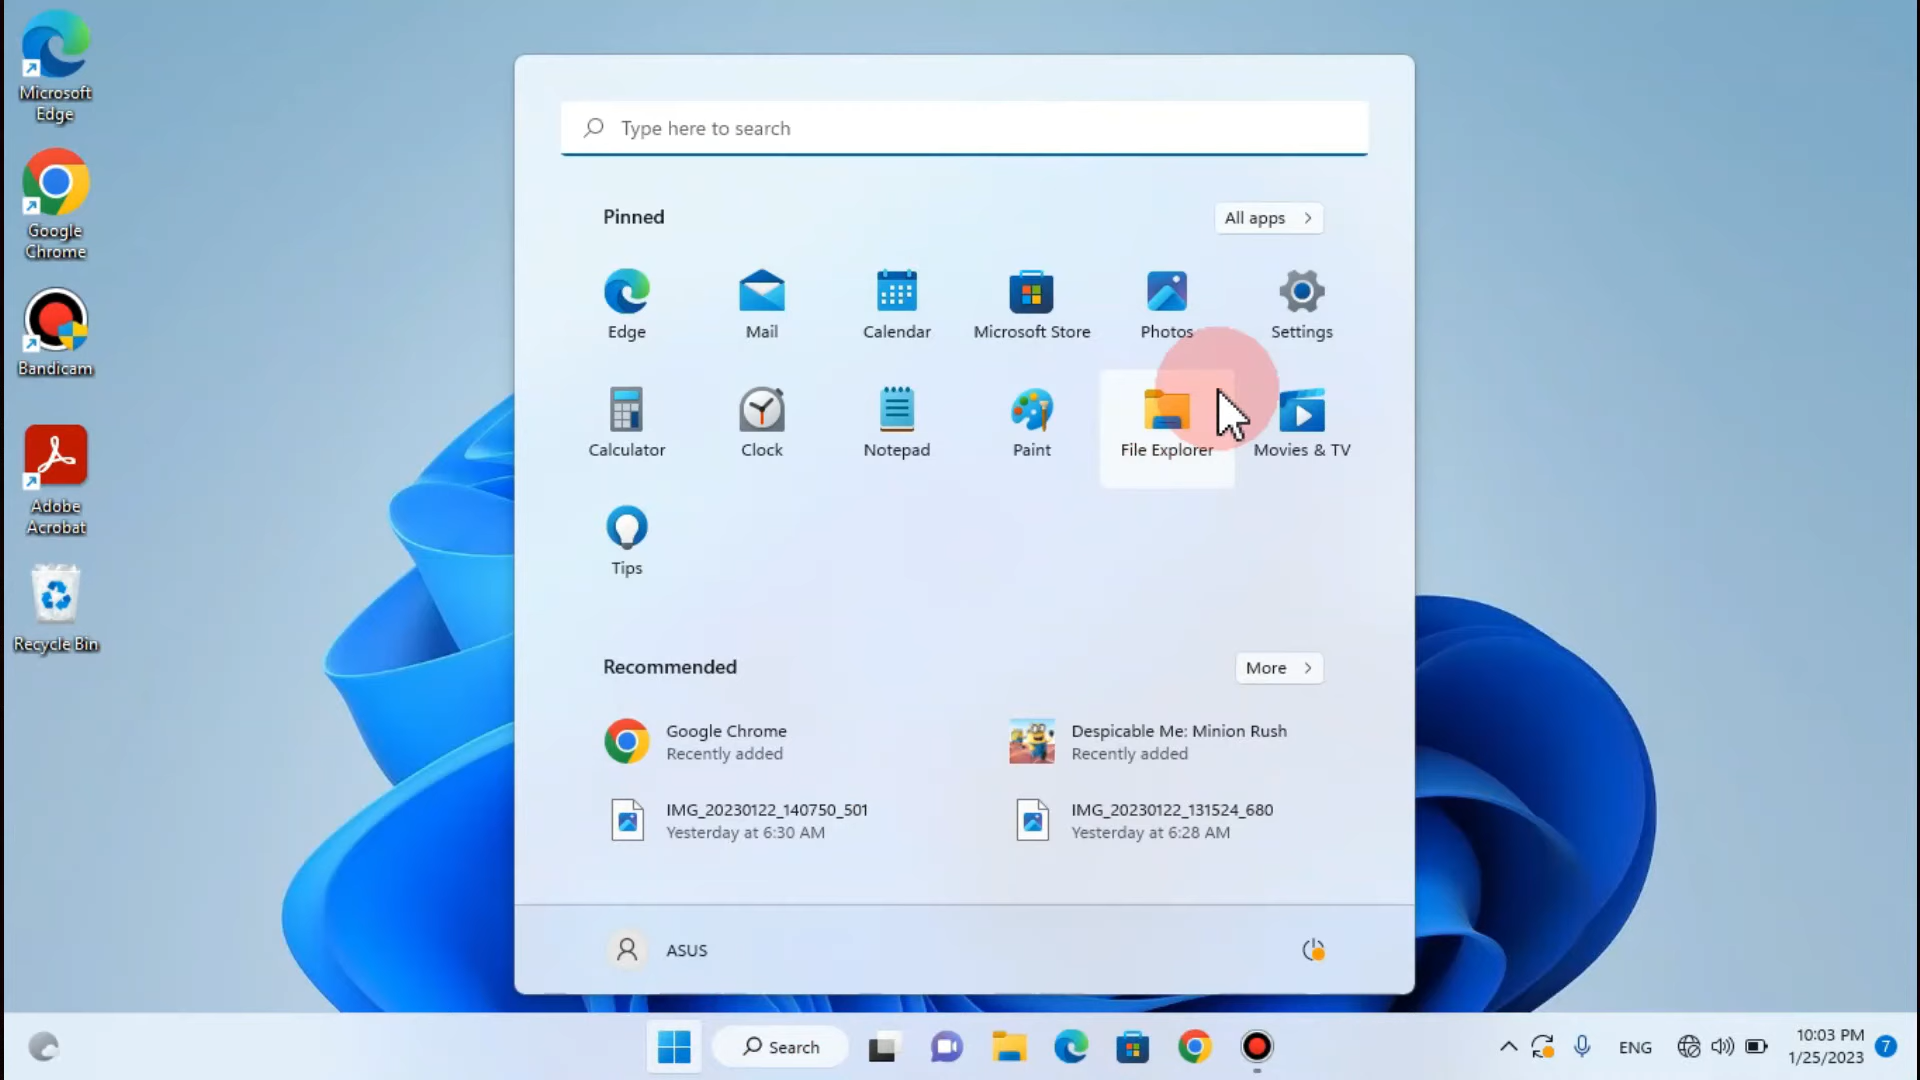 Microsoft
Edge
Google
Chrome
Bandicam
Adobe
Acrobat
Recycle Bin
Type here to search
Pinned
All apps
Edge
Mail
Calendar
Microsoft Store
Photos
Settings
Calculator
Clock
Notepad
Paint
File Explorer
Movies & TV
Tips
Recommended
More
Google Chrome
Recently added
Despicable Me: Minion Rush
Recently added
IMG_20230122_140750_501
Yesterday at 6:30 AM
IMG_20230122_131524_680
Yesterday at 6:28 AM
ASUS
Search
ENG
10:03 PM
1/25/2023
7